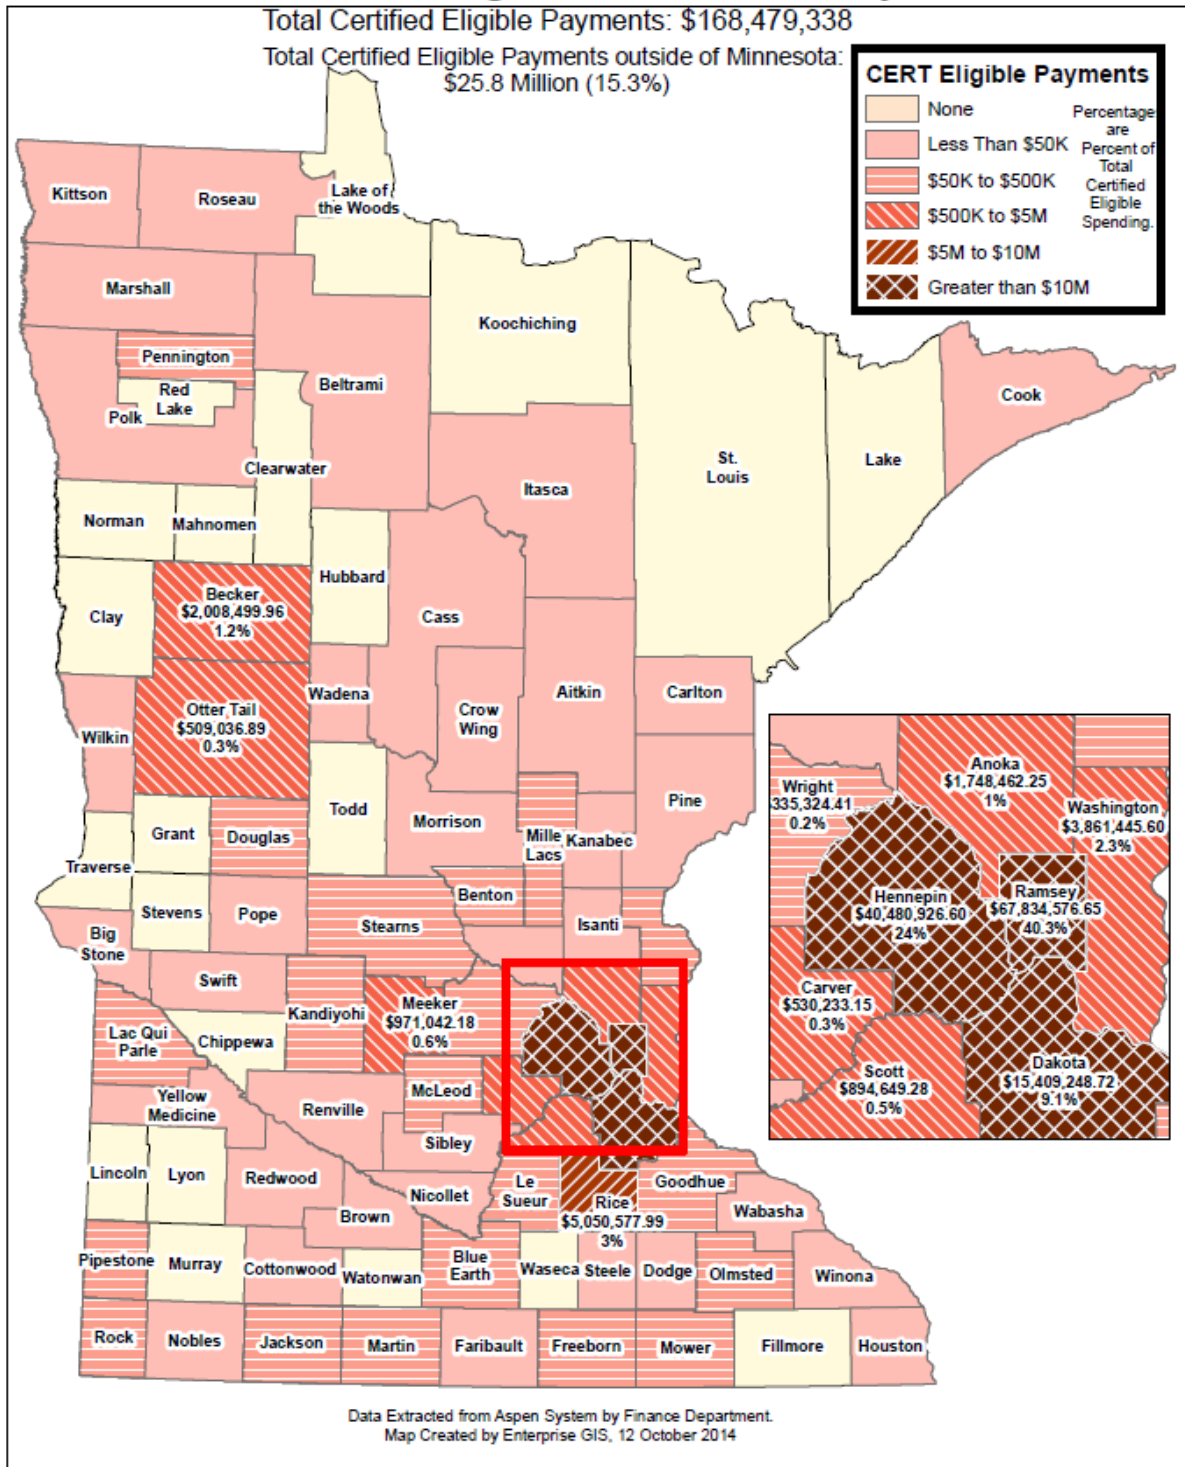 Total Certified Eligible Payments: $168,479,338
Total Certified Eligible Payments outside of Minnesota:
$25.8 Million (15.3%)
CERT Eligible Payments
None
Less Than $50K
$50K to $500K
$500K to $5M
$5M to $10M
Greater than $10M
Percentage
are
Percent of
Total
Certified
Eligible
Spending.
Kittson
Roseau
Lake of
the Woods
Marshall
Koochiching
Pennington
Beltrami
Red
Lake
Polk
Cook
Clearwater
St.
Louis
Lake
Itasca
Norman
Mahnomen
Hubbard
Becker
$2,008,499.96
1.2%
Clay
Cass
Otter Tail
$509,036.89
0.3%
Wadena
Aitkin
Carlton
Crow
Wing
Wilkin
Todd
Pine
Grant
Douglas
Morrison
Mille
Lacs
Kanabec
Traverse
Stevens
Pope
Benton
Stearns
Isanti
Big
Stone
Swift
Kandiyohi
Meeker
$971,042.18
0.6%
Lac Qui
Parle
Chippewa
Yellow
Medicine
Renville
McLeod
Sibley
Lincoln
Lyon
Redwood
Nicollet
Le
Sueur
Rice
$5,050,577.99
3%
Goodhue
Wabasha
Brown
Pipestone
Murray
Cottonwood
Watonwan
Blue
Earth
Waseca
Steele
Dodge
Olmsted
Winona
Rock
Nobles
Jackson
Martin
Faribault
Freeborn
Mower
Fillmore
Houston
Anoka
$1,748,462.25
1%
Wright
335,324.41
0.2%
Washington
$3,861,445.60
2.3%
Hennepin
$40,480,926.60
24%
Ramsey
$67,834,576.65
40.3%
Carver
$530,233.15
0.3%
Scott
$894,649.28
0.5%
Dakota
$15,409,248.72
9.1%
Data Extracted from Aspen System by Finance Department.
Map Created by Enterprise GIS, 12 October 2014